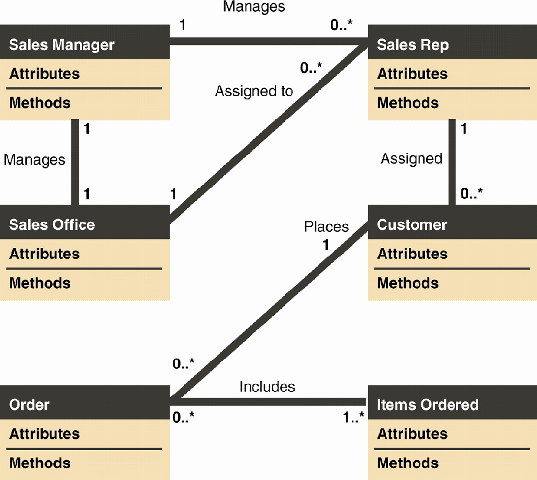 Manages
1
0..*
Sales Manager
Sales Rep
Attributes
0..*
Attributes
Assigned to
Methods
Methods
1
1
Manages
Assigned
1
1
0..*
Sales Office
Customer
Places
1
Attributes
Attributes
Methods
Methods
0..*
Includes
Order
Items Ordered
0..*
1..*
Attributes
Attributes
Methods
Methods